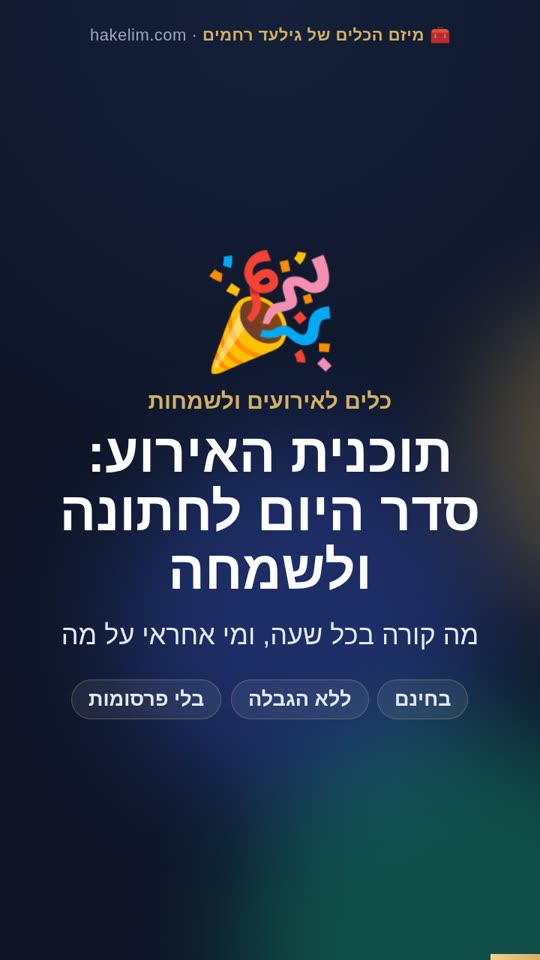 🧰 מיזם הכלים של גילעד רחמים · hakelim.com
כלים לאירועים ולשמחות
תוכנית האירוע:
סדר היום לחתונה
ולשמחה
מה קורה בכל שעה, ומי אחראי על מה
בחינם
ללא הגבלה
בלי פרסומות